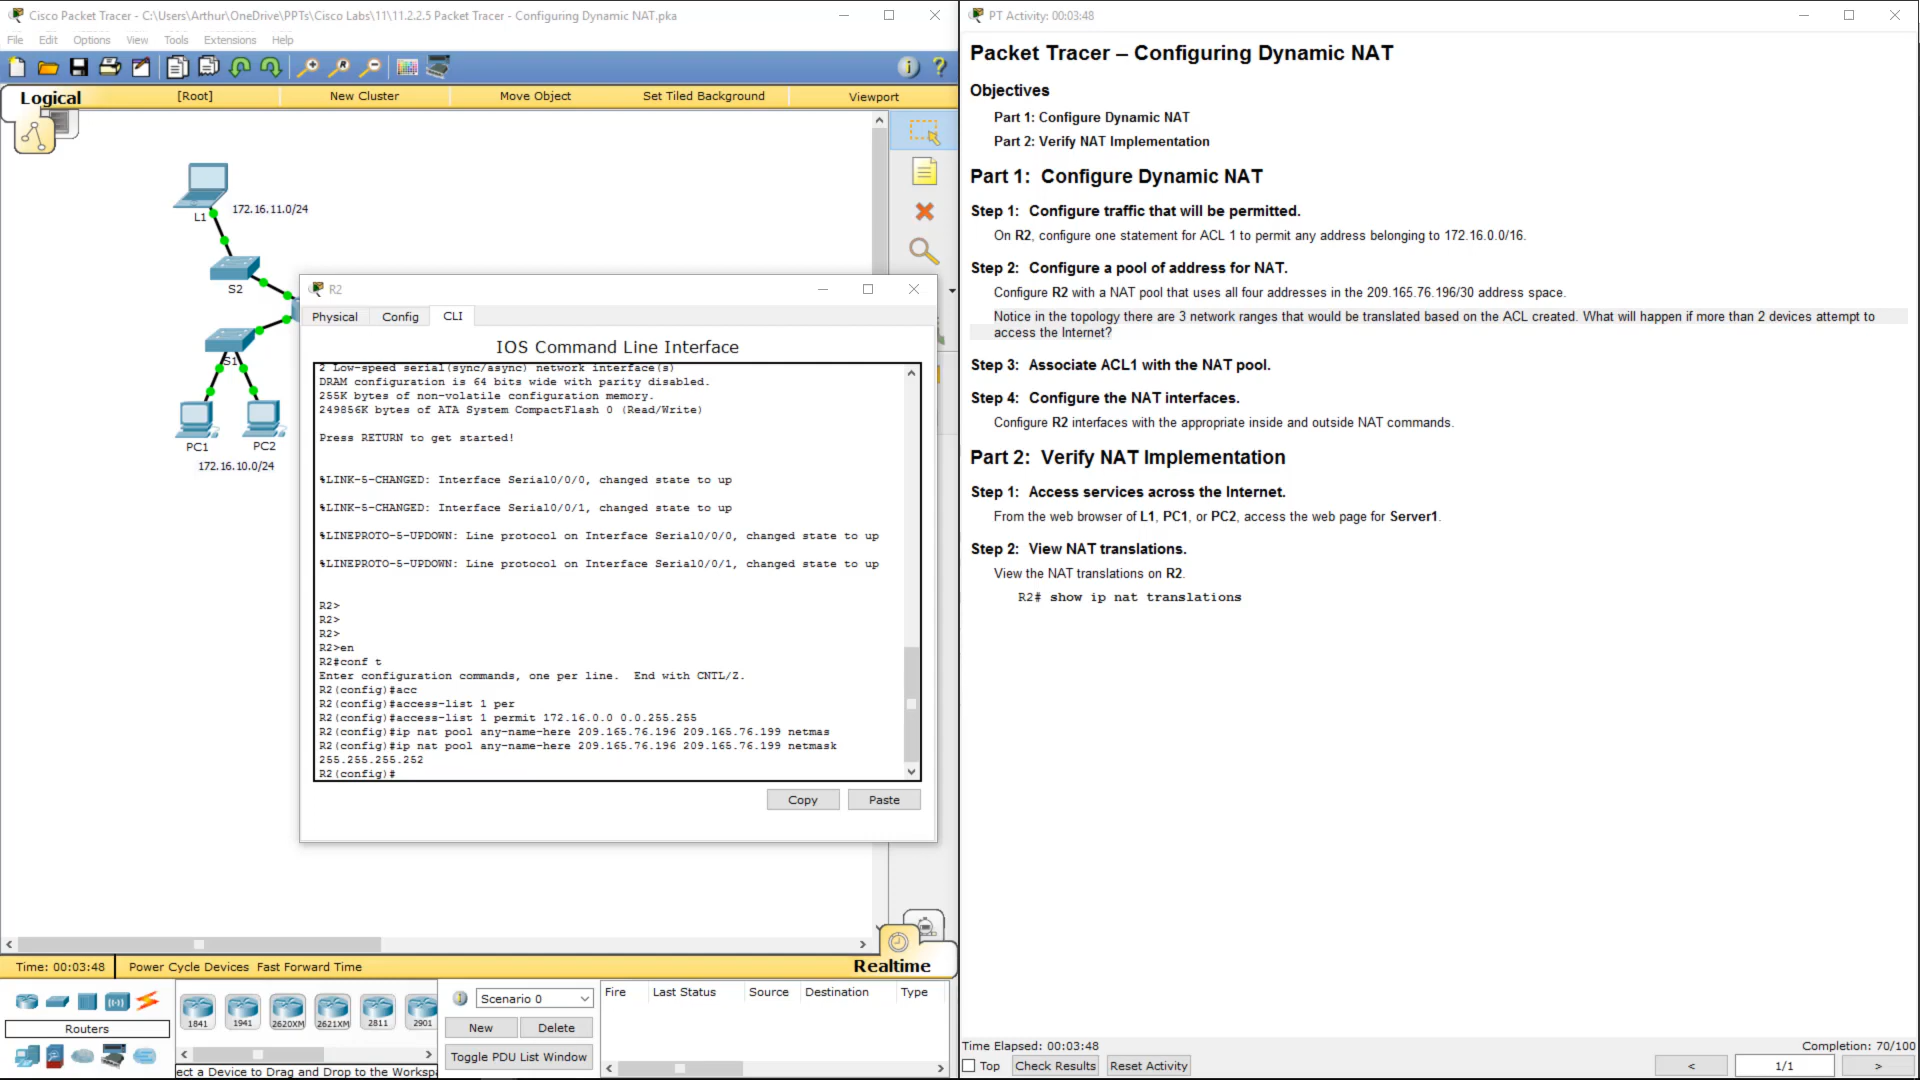 Cisco Packet Tracer - C:\Users\Arthur\OneDrive\PPTs\Cisco Labs\11\11.2.2.5 Packet Tracer - Configuring Dynamic NAT.pka
File Edit Options View Tools Extensions Help
Logical
[Root]
New Cluster
Move Object
Set Tiled Background
Viewport
L1
172.16.11.0/24
S2
S1
PC1
PC2
172.16.10.0/24
R2
Physical Config CLI
IOS Command Line Interface
2 Low-speed serial(sync/async) network interface(s)
DRAM configuration is 64 bits wide with parity disabled.
255K bytes of non-volatile configuration memory.
249856K bytes of ATA System CompactFlash 0 (Read/Write)
Press RETURN to get started!
%LINK-5-CHANGED: Interface Serial0/0/0, changed state to up
%LINK-5-CHANGED: Interface Serial0/0/1, changed state to up
%LINEPROTO-5-UPDOWN: Line protocol on Interface Serial0/0/0, changed state to up
%LINEPROTO-5-UPDOWN: Line protocol on Interface Serial0/0/1, changed state to up
R2>
R2>
R2>
R2>en
R2#conf t
Enter configuration commands, one per line.  End with CNTL/Z.
R2(config)#acc
R2(config)#access-list 1 per
R2(config)#access-list 1 permit 172.16.0.0 0.0.255.255
R2(config)#ip nat pool any-name-here 209.165.76.196 209.165.76.199 netmas
R2(config)#ip nat pool any-name-here 209.165.76.196 209.165.76.199 netmask
255.255.255.252
R2(config)#
Copy
Paste
Time: 00:03:48
Power Cycle Devices Fast Forward Time
Realtime
Routers
1841
1941
2620XM
2621XM
2811
2901
ect a Device to Drag and Drop to the Workspa
Scenario 0
New
Delete
Toggle PDU List Window
Fire
Last Status
Source
Destination
Type
PT Activity: 00:03:48
Packet Tracer – Configuring Dynamic NAT
Objectives
Part 1: Configure Dynamic NAT
Part 2: Verify NAT Implementation
Part 1: Configure Dynamic NAT
Step 1: Configure traffic that will be permitted.
On R2, configure one statement for ACL 1 to permit any address belonging to 172.16.0.0/16.
Step 2: Configure a pool of address for NAT.
Configure R2 with a NAT pool that uses all four addresses in the 209.165.76.196/30 address space.
Notice in the topology there are 3 network ranges that would be translated based on the ACL created. What will happen if more than 2 devices attempt to
access the Internet?
Step 3: Associate ACL1 with the NAT pool.
Step 4: Configure the NAT interfaces.
Configure R2 interfaces with the appropriate inside and outside NAT commands.
Part 2: Verify NAT Implementation
Step 1: Access services across the Internet.
From the web browser of L1, PC1, or PC2, access the web page for Server1.
Step 2: View NAT translations.
View the NAT translations on R2.
R2# show ip nat translations
Time Elapsed: 00:03:48
Completion: 70/100
Top
Check Results
Reset Activity
<
1/1
>